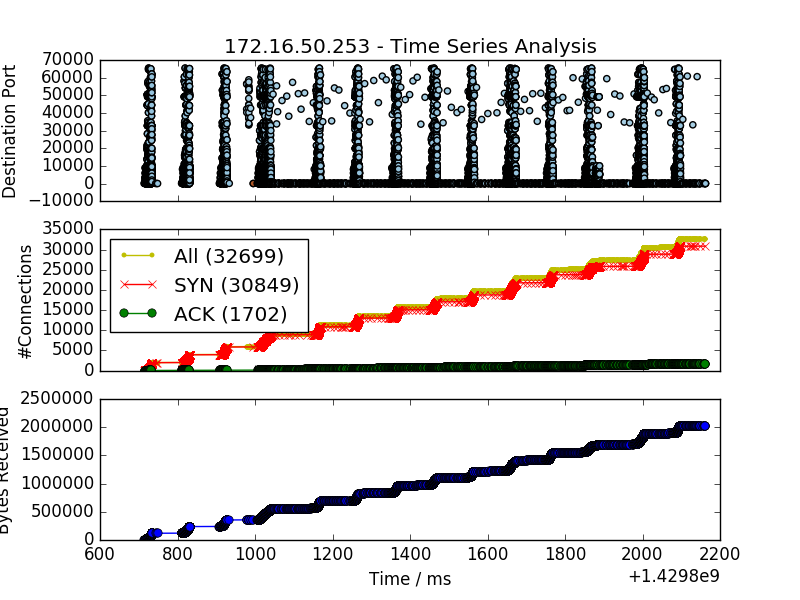 172.16.50.253 - Time Series Analysis
Destination Port
70000
60000
50000
40000
30000
20000
10000
0
-10000
#Connections
35000
30000
25000
20000
15000
10000
5000
0
All (32699)
SYN (30849)
ACK (1702)
Bytes Received
2500000
2000000
1500000
1000000
500000
0
600 800 1000 1200 1400 1600 1800 2000 2200
Time / ms
+1.4298e9